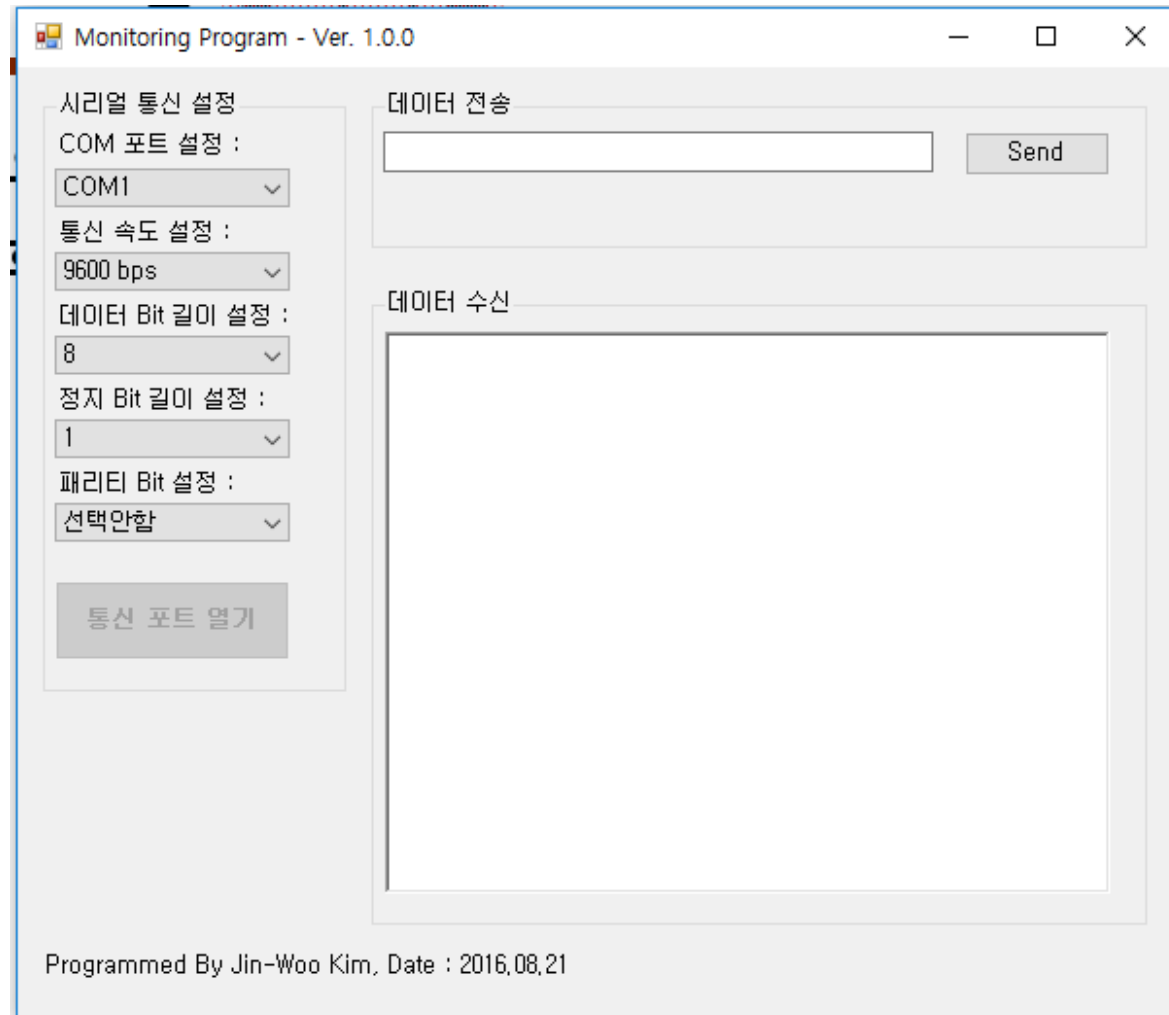 Monitoring Program - Ver. 1.0.0
시리얼 통신 설정
COM 포트 설정 :
COM1
통신 속도 설정 :
9600 bps
데이터 Bit 길이 설정 :
8
정지 Bit 길이 설정 :
1
패리티 Bit 설정 :
선택안함
통신 포트 열기
데이터 전송
Send
데이터 수신
Programmed By Jin-Woo Kim, Date : 2016.08.21